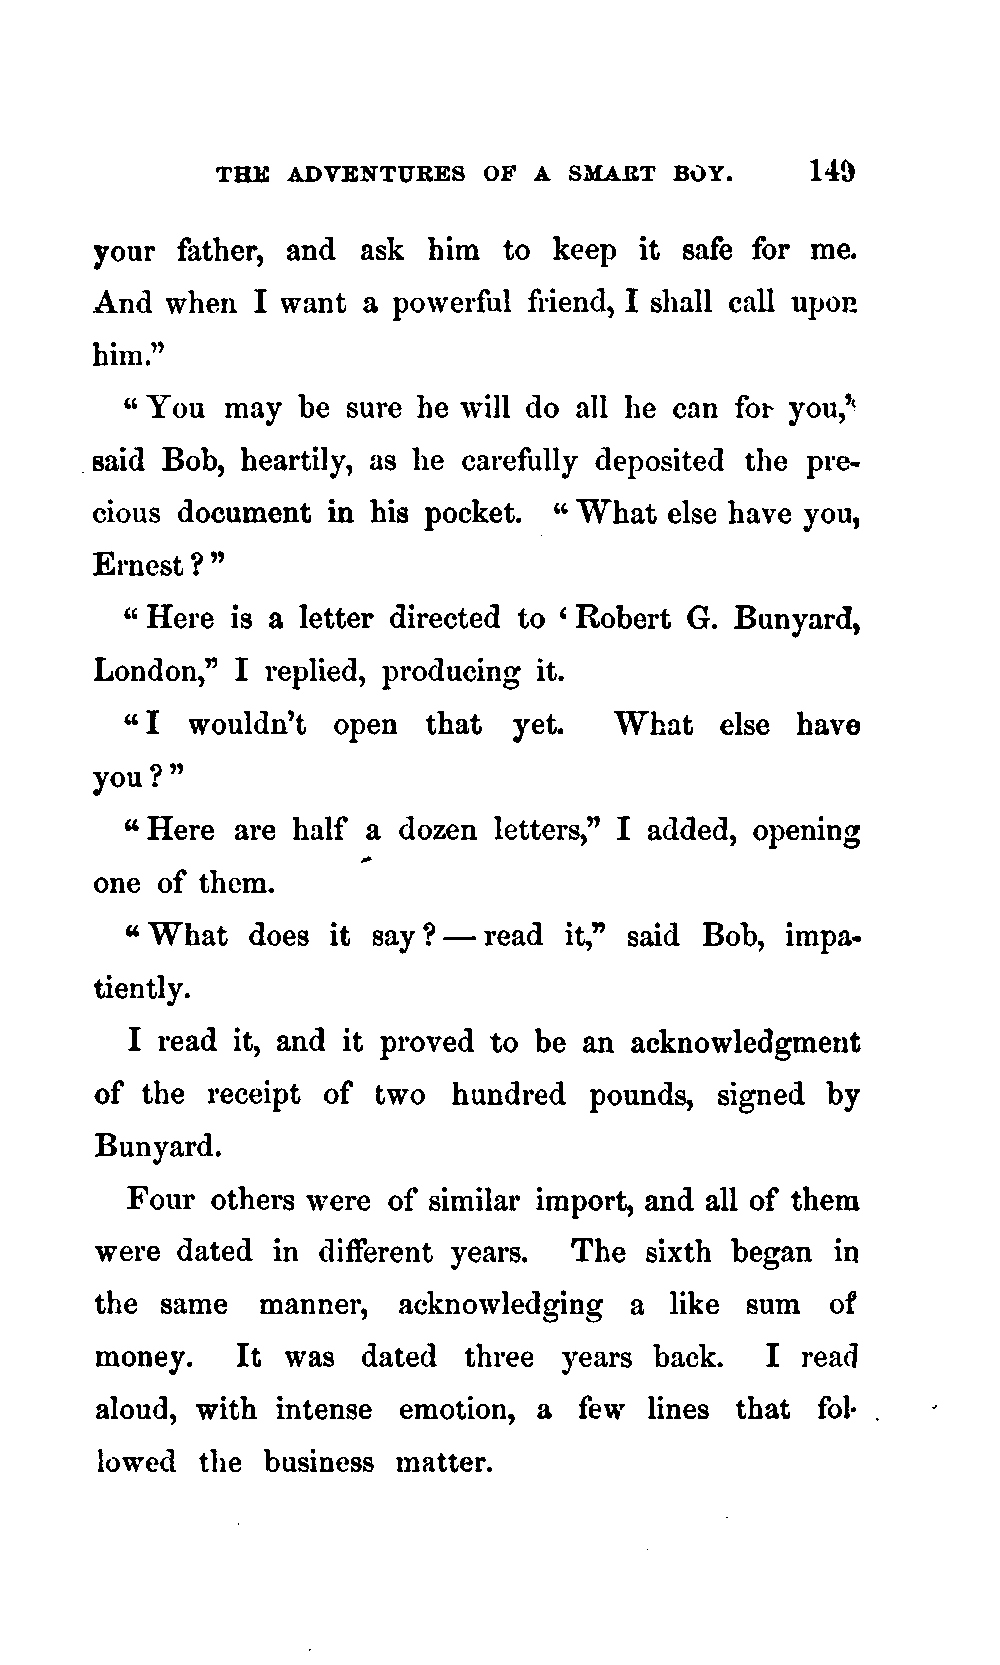 THE ADVENTURES OF A SMART BOY. 149
your father, and ask him to keep it safe for me.
And when I want a powerful friend, I shall call upon
him."
"You may be sure he will do all he can for you,"
said Bob, heartily, as he carefully deposited the pre-
cious document in his pocket. "What else have you,
Ernest?"
"Here is a letter directed to 'Robert G. Bunyard,
London," I replied, producing it.
"I wouldn't open that yet. What else have
you?"
"Here are half a dozen letters," I added, opening
one of them.
"What does it say? — read it," said Bob, impa-
tiently.
I read it, and it proved to be an acknowledgment
of the receipt of two hundred pounds, signed by
Bunyard.
Four others were of similar import, and all of them
were dated in different years. The sixth began in
the same manner, acknowledging a like sum of
money. It was dated three years back. I read
aloud, with intense emotion, a few lines that fol-
lowed the business matter.